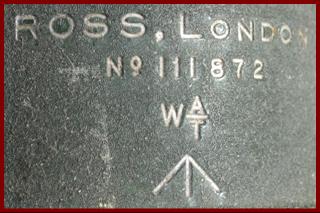 ROSS, LONDON
No 111872
W A/T